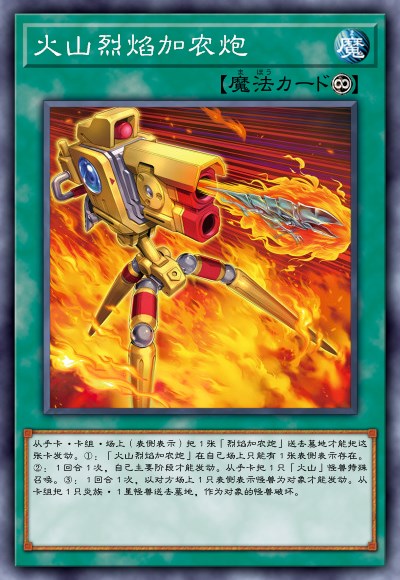 火山烈焰加农炮
魔
【魔法カード】
まほう
从手卡·卡组·场上（表侧表示）把1张「烈焰加农炮」送去墓地才能把这
张卡发动。①：「火山烈焰加农炮」在自己场上只能有1张表侧表示存在。
②：1回合1次，自己主要阶段才能发动。从手卡把1只「火山」怪兽特殊
召唤。③：1回合1次，以对方场上1只表侧表示怪兽为对象才能发动。从
卡组把1只炎族·1星怪兽送去墓地，作为对象的怪兽破坏。